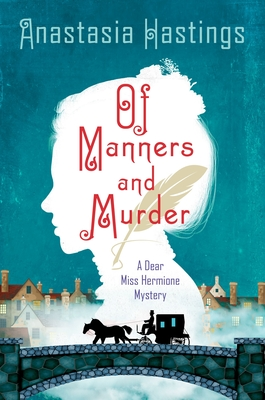 Anastasia Hastings
Of
Manners
and
Murder
A Dear
Miss Hermione
Mystery